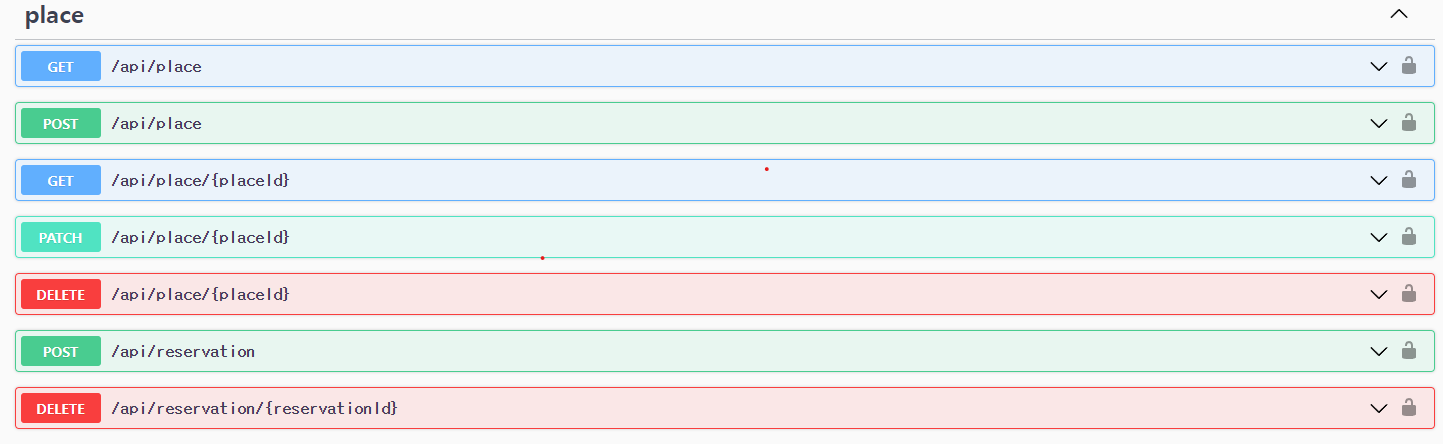 place
GET /api/place
POST /api/place
GET /api/place/{placeId}
PATCH /api/place/{placeId}
DELETE /api/place/{placeId}
POST /api/reservation
DELETE /api/reservation/{reservationId}